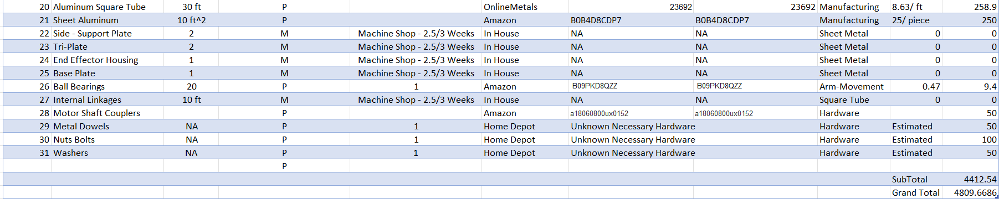 20 Aluminum Square Tube 30 ft P OnlineMetals 23692 23692 Manufacturing 8.63/ ft 258.9
21 Sheet Aluminum 10 ft^2 P Amazon B0B4D8CDP7 B0B4D8CDP7 Manufacturing 25/ piece 250
22 Side - Support Plate 2 M Machine Shop - 2.5/3 Weeks In House NA NA Sheet Metal 0 0
23 Tri-Plate 2 M Machine Shop - 2.5/3 Weeks In House NA NA Sheet Metal 0 0
24 End Effector Housing 1 M Machine Shop - 2.5/3 Weeks In House NA NA Sheet Metal 0 0
25 Base Plate 1 M Machine Shop - 2.5/3 Weeks In House NA NA Sheet Metal 0 0
26 Ball Bearings 20 P 1 Amazon B09PKD8QZZ B09PKD8QZZ Arm-Movement 0.47 9.4
27 Internal Linkages 10 ft M Machine Shop - 2.5/3 Weeks In House NA NA Square Tube 0 0
28 Motor Shaft Couplers P Amazon a18060800ux0152 a18060800ux0152 Hardware 50
29 Metal Dowels NA P 1 Home Depot Unknown Necessary Hardware Hardware Estimated 50
30 Nuts Bolts NA P 1 Home Depot Unknown Necessary Hardware Hardware Estimated 100
31 Washers NA P 1 Home Depot Unknown Necessary Hardware Hardware Estimated 50
P
SubTotal 4412.54
Grand Total 4809.6686